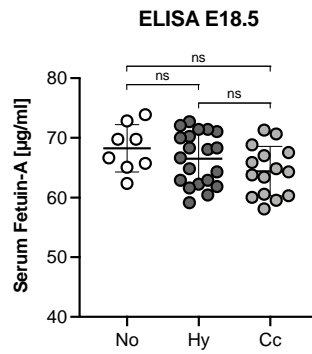 ELISA E18.5
ns
ns
ns
Serum Fetuin-A [µg/ml]
80
70
60
50
40
No Hy Cc